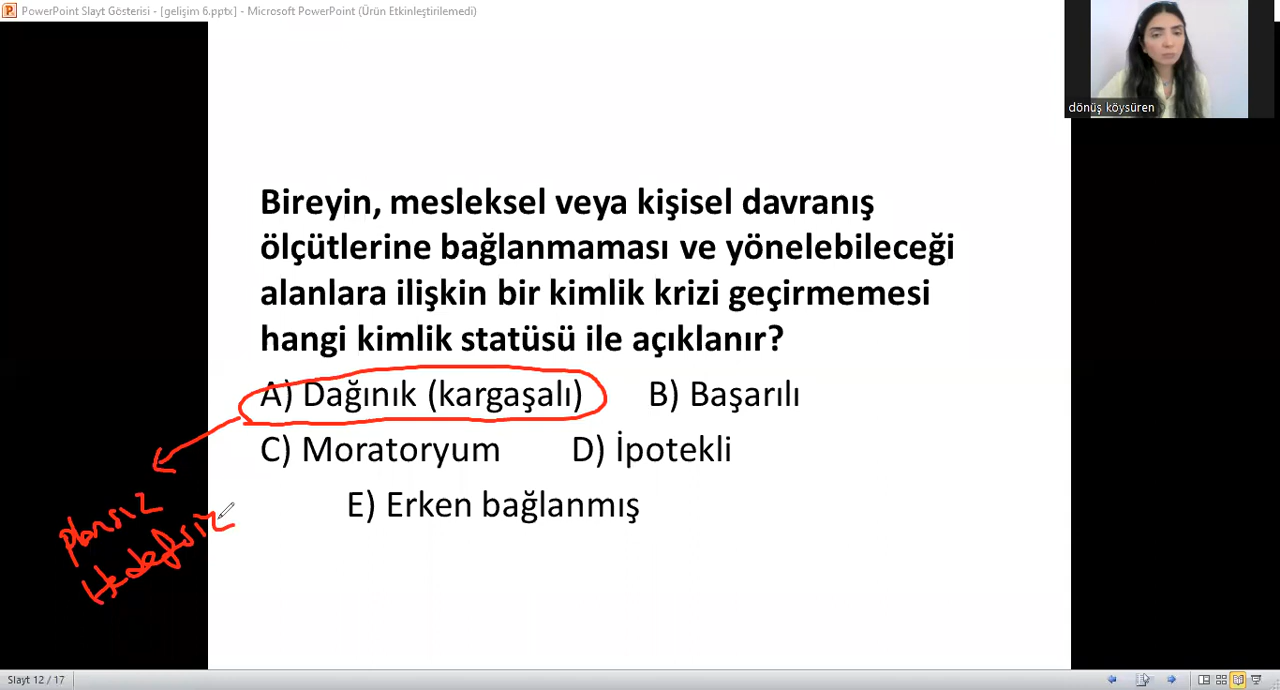 PowerPoint Slayt Gösterisi - [gelişim 6.pptx] - Microsoft PowerPoint (Ürün Etkinleştirilemedi)
dönüş köysüren
Bireyin, mesleksel veya kişisel davranış
ölçütlerine bağlanmaması ve yönelebileceği
alanlara ilişkin bir kimlik krizi geçirmemesi
hangi kimlik statüsü ile açıklanır?
A) Dağınık (kargaşalı) B) Başarılı
C) Moratoryum D) İpotekli
E) Erken bağlanmış
plansız
Hedefsiz
Slayt 12 / 17